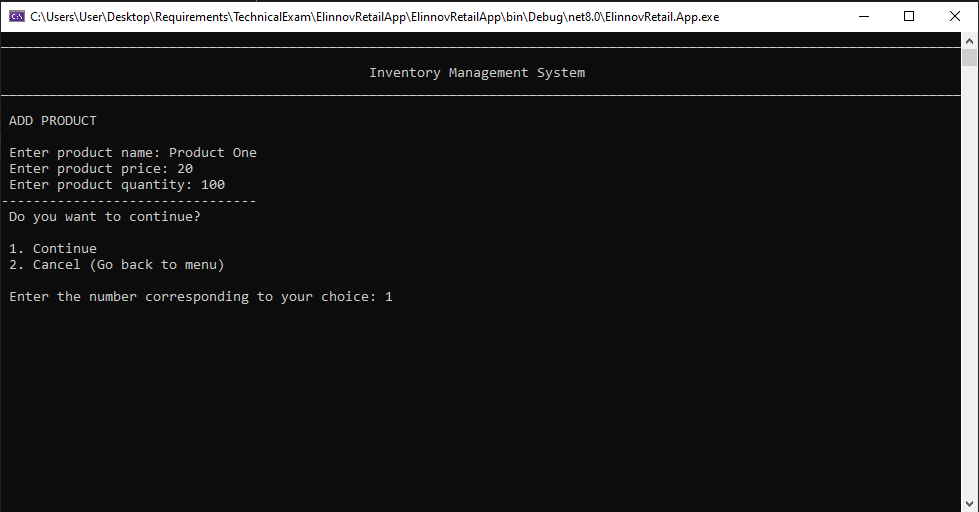 C:\Users\User\Desktop\Requirements\TechnicalExam\ElinnovRetailApp\ElinnovRetailApp\bin\Debug\net8.0\ElinnovRetail.App.exe
Inventory Management System
ADD PRODUCT
Enter product name: Product One
Enter product price: 20
Enter product quantity: 100
--------------------------------
Do you want to continue?
1. Continue
2. Cancel (Go back to menu)
Enter the number corresponding to your choice: 1